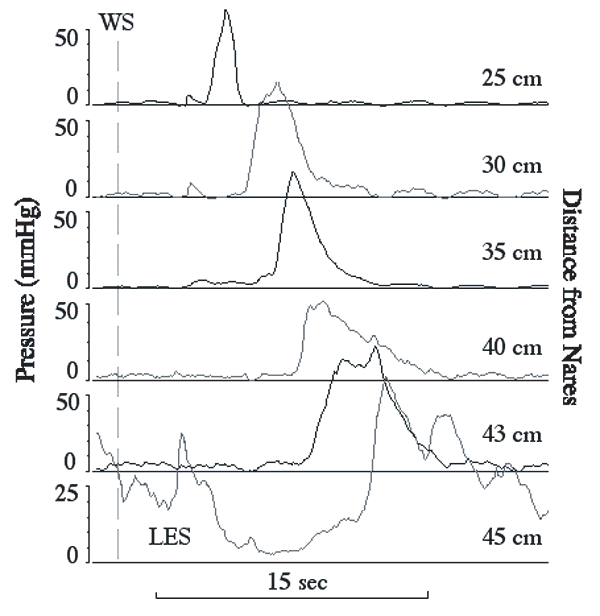 WS
50
0
25 cm
50
0
30 cm
50
0
35 cm
50
0
40 cm
50
0
43 cm
25
0
LES
45 cm
15 sec
Pressure (mmHg)
Distance from Nares